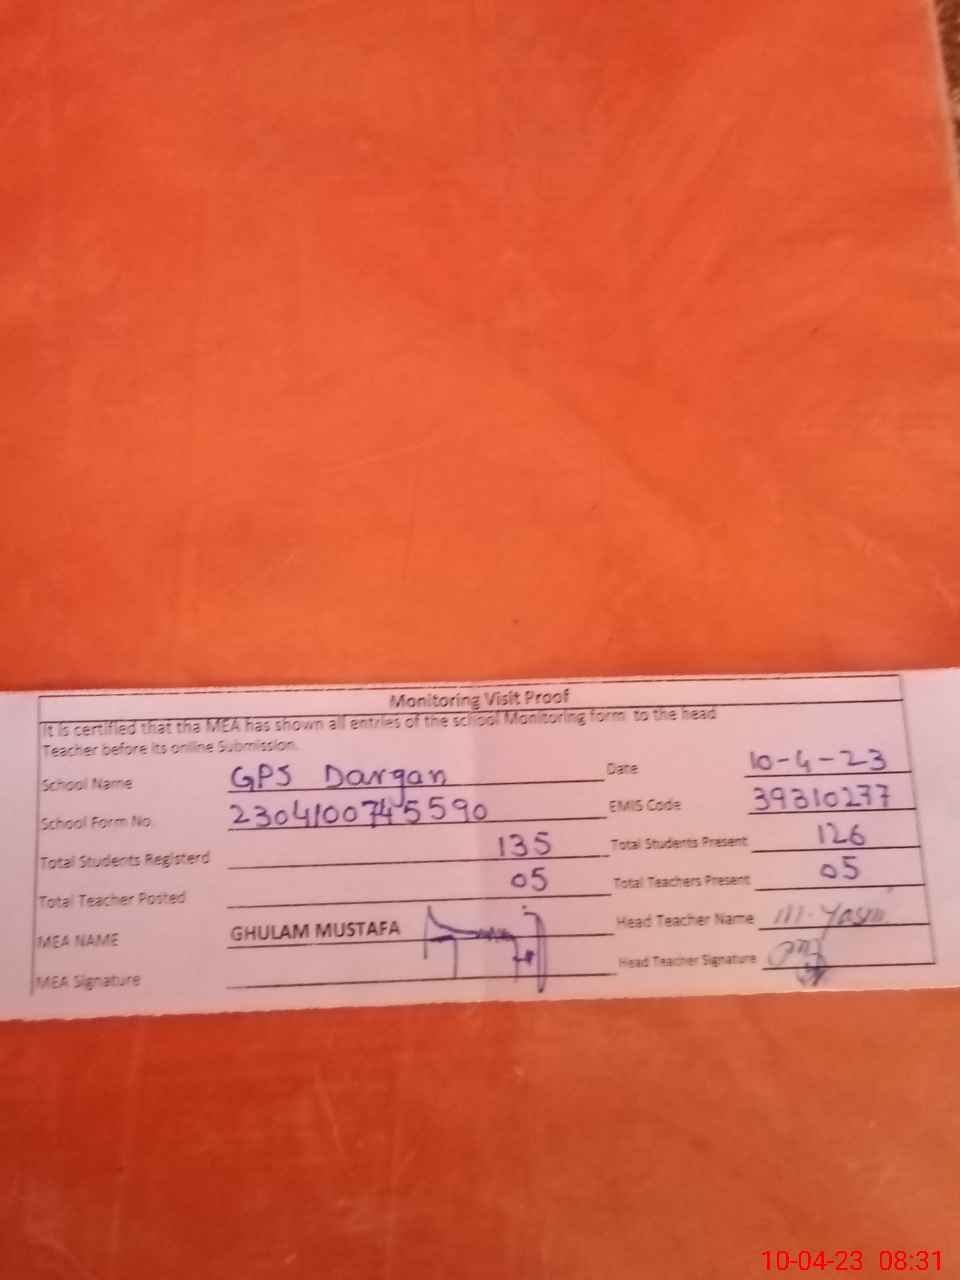 Monitoring Visit Proof
It is certified that tha MEA has shown all entries of the school Monitoring form to the head
Teacher before its online Submission.
School Name GPS Dargan Date 10-4-23
School Form No. 2304100745590 EMIS Code 39310277
Total Students Registerd 135 Total Students Present 126
Total Teacher Posted 05 Total Teachers Present 05
MEA NAME GHULAM MUSTAFA Head Teacher Name M. Yasin
MEA Signature Head Teacher Signature
10-04-23 08:31